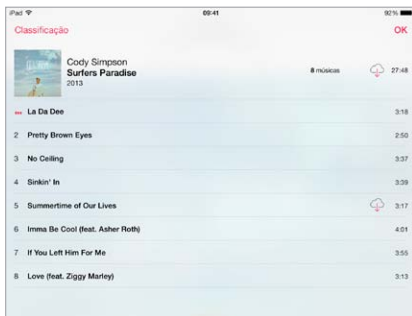 iPad 09:41 92%
Classificação OK
Cody Simpson
Surfers Paradise 8 músicas 27:48
2013
La Da Dee 3:18
2 Pretty Brown Eyes 2:50
3 No Ceiling 3:37
4 Sinkin' In 3:39
5 Summertime of Our Lives 3:17
6 Imma Be Cool (feat. Asher Roth) 4:01
7 If You Left Him For Me 3:55
8 Love (feat. Ziggy Marley) 3:13